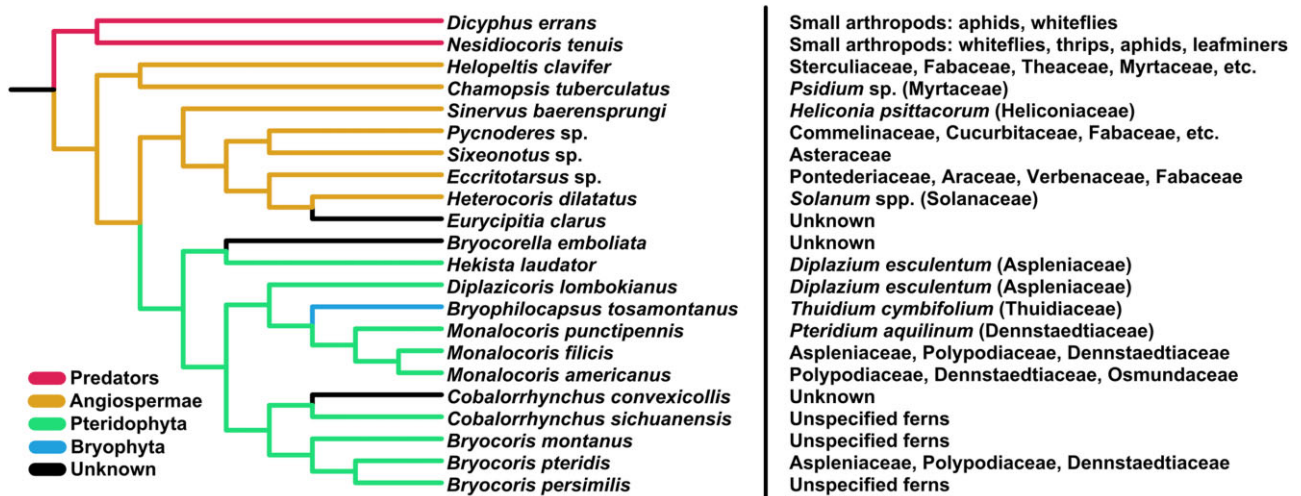 Dicyphus errans Small arthropods: aphids, whiteflies
Nesidiocoris tenuis Small arthropods: whiteflies, thrips, aphids, leafminers
Helopeltis clavifer Sterculiaceae, Fabaceae, Theaceae, Myrtaceae, etc.
Chamopsis tuberculatus Psidium sp. (Myrtaceae)
Sinervus baerensprungi Heliconia psittacorum (Heliconiaceae)
Pycnoderes sp. Commelinaceae, Cucurbitaceae, Fabaceae, etc.
Sixeonotus sp. Asteraceae
Eccritotarsus sp. Pontederiaceae, Araceae, Verbenaceae, Fabaceae
Heterocoris dilatatus Solanum spp. (Solanaceae)
Eurycipitia clarus Unknown
Bryocorella emboliata Unknown
Hekista laudator Diplazium esculentum (Aspleniaceae)
Diplazicoris lombokianus Diplazium esculentum (Aspleniaceae)
Bryophilocapsus tosamontanus Thuidium cymbifolium (Thuidiaceae)
Monalocoris punctipennis Pteridium aquilinum (Dennstaedtiaceae)
Monalocoris filicis Aspleniaceae, Polypodiaceae, Dennstaedtiaceae
Monalocoris americanus Polypodiaceae, Dennstaedtiaceae, Osmundaceae
Cobalorrhynchus convexicollis Unknown
Cobalorrhynchus sichuanensis Unspecified ferns
Bryocoris montanus Unspecified ferns
Bryocoris pteridis Aspleniaceae, Polypodiaceae, Dennstaedtiaceae
Bryocoris persimilis Unspecified ferns
Predators
Angiospermae
Pteridophyta
Bryophyta
Unknown